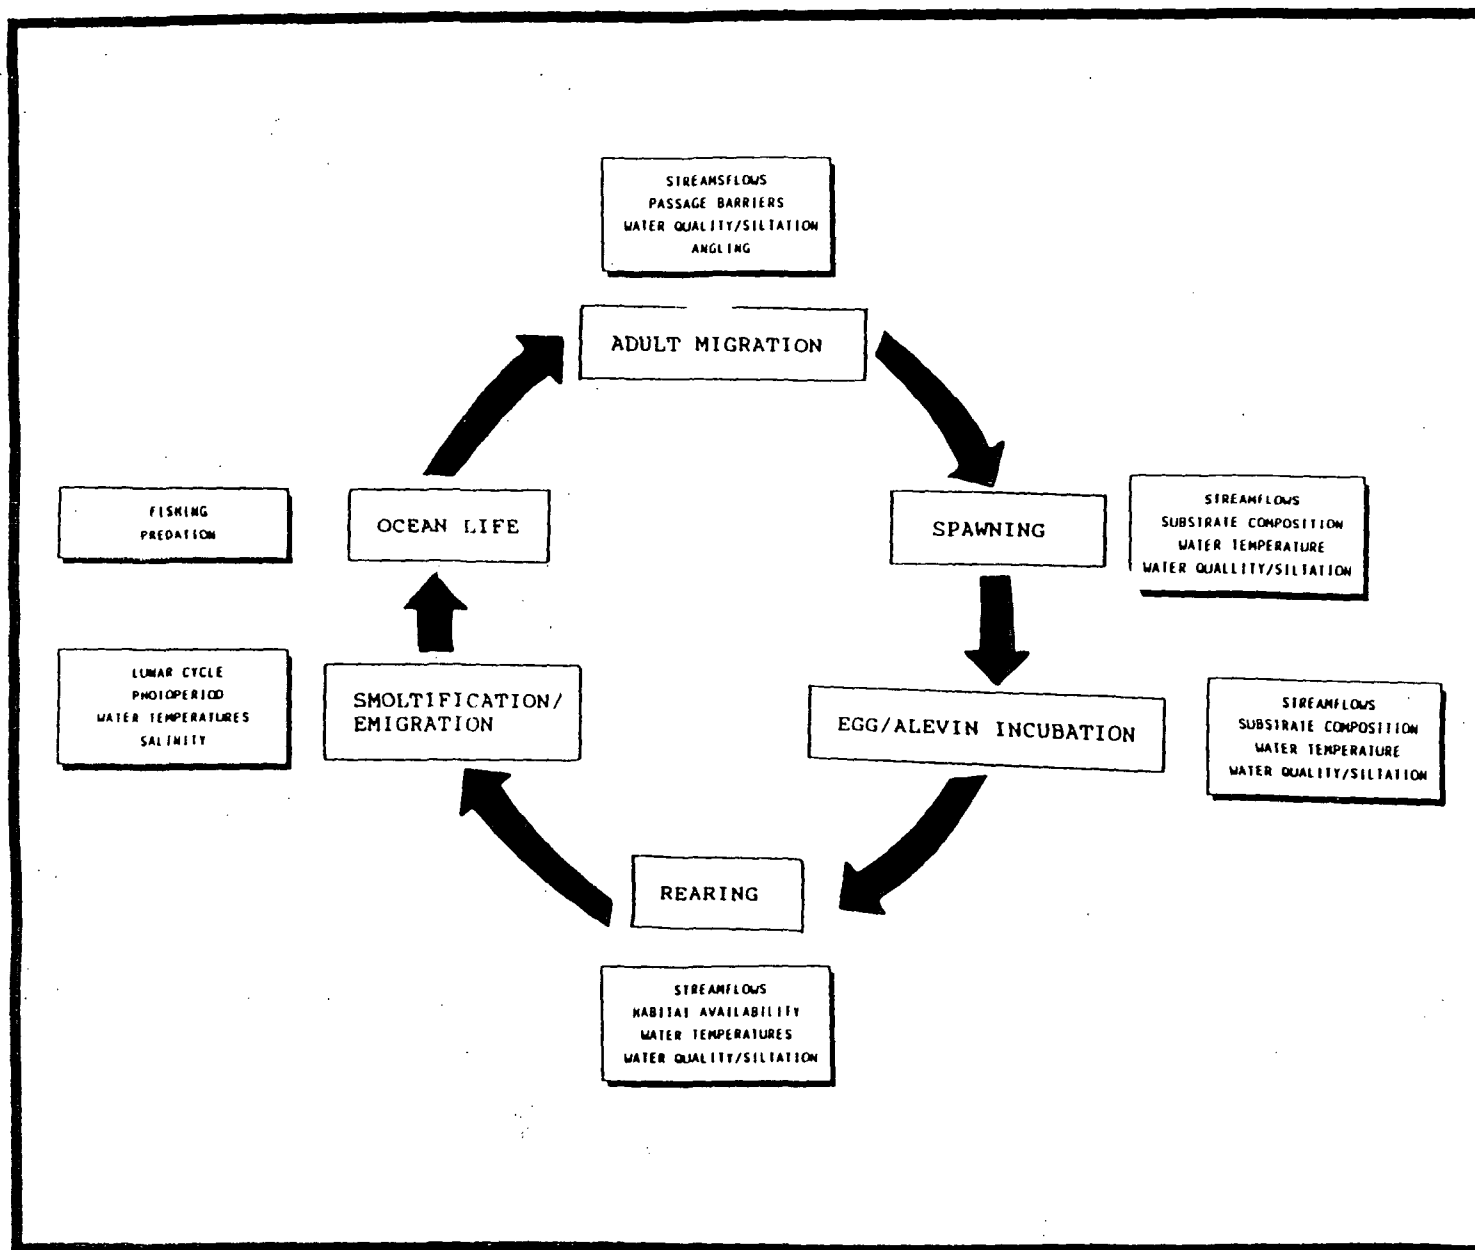 STREAMSFLOWS
PASSAGE BARRIERS
WATER QUALITY/SILTATION
ANGLING
ADULT MIGRATION
SPAWNING
STREAMFLOWS
SUBSTRATE COMPOSITION
WATER TEMPERATURE
WATER QUALLITY/SILTATION
EGG/ALEVIN INCUBATION
STREAMFLOWS
SUBSTRATE COMPOSITION
WATER TEMPERATURE
WATER QUALITY/SILTATION
REARING
STREAMFLOWS
HABITAT AVAILABILITY
WATER TEMPERATURES
WATER QUALITY/SILTATION
SMOLTIFICATION/
EMIGRATION
LUNAR CYCLE
PHOTOPERIOD
WATER TEMPERATURES
SALINITY
OCEAN LIFE
FISHING
PREDATION